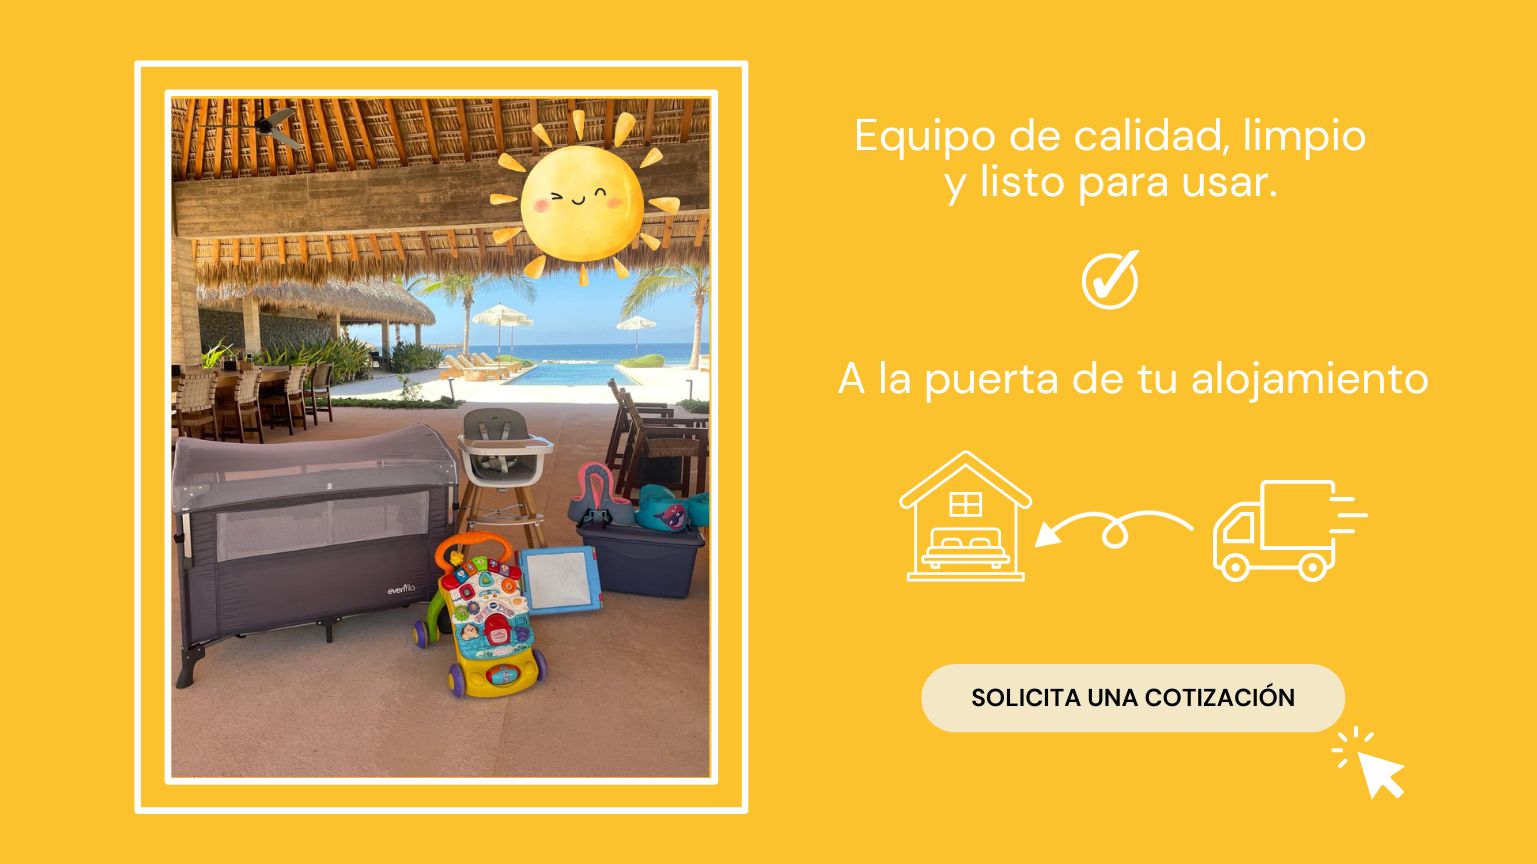 Equipo de calidad, limpio
y listo para usar.
A la puerta de tu alojamiento
SOLICITA UNA COTIZACIÓN
evenflo